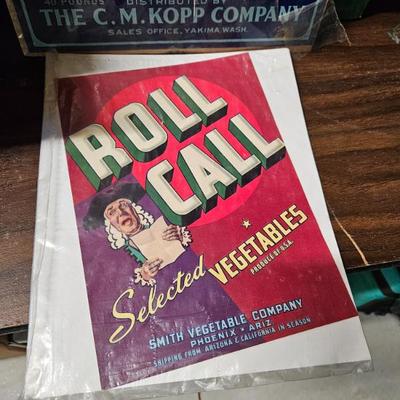 40 POUNDS DISTRIBUTED BY
THE C.M. KOPP COMPANY
SALES OFFICE, YAKIMA, WASH.
ROLL
CALL
Selected VEGETABLES
PRODUCE OF U.S.A.
SMITH VEGETABLE COMPANY
PHOENIX ★ ARIZ.
SHIPPING FROM ARIZONA & CALIFORNIA IN SEASON